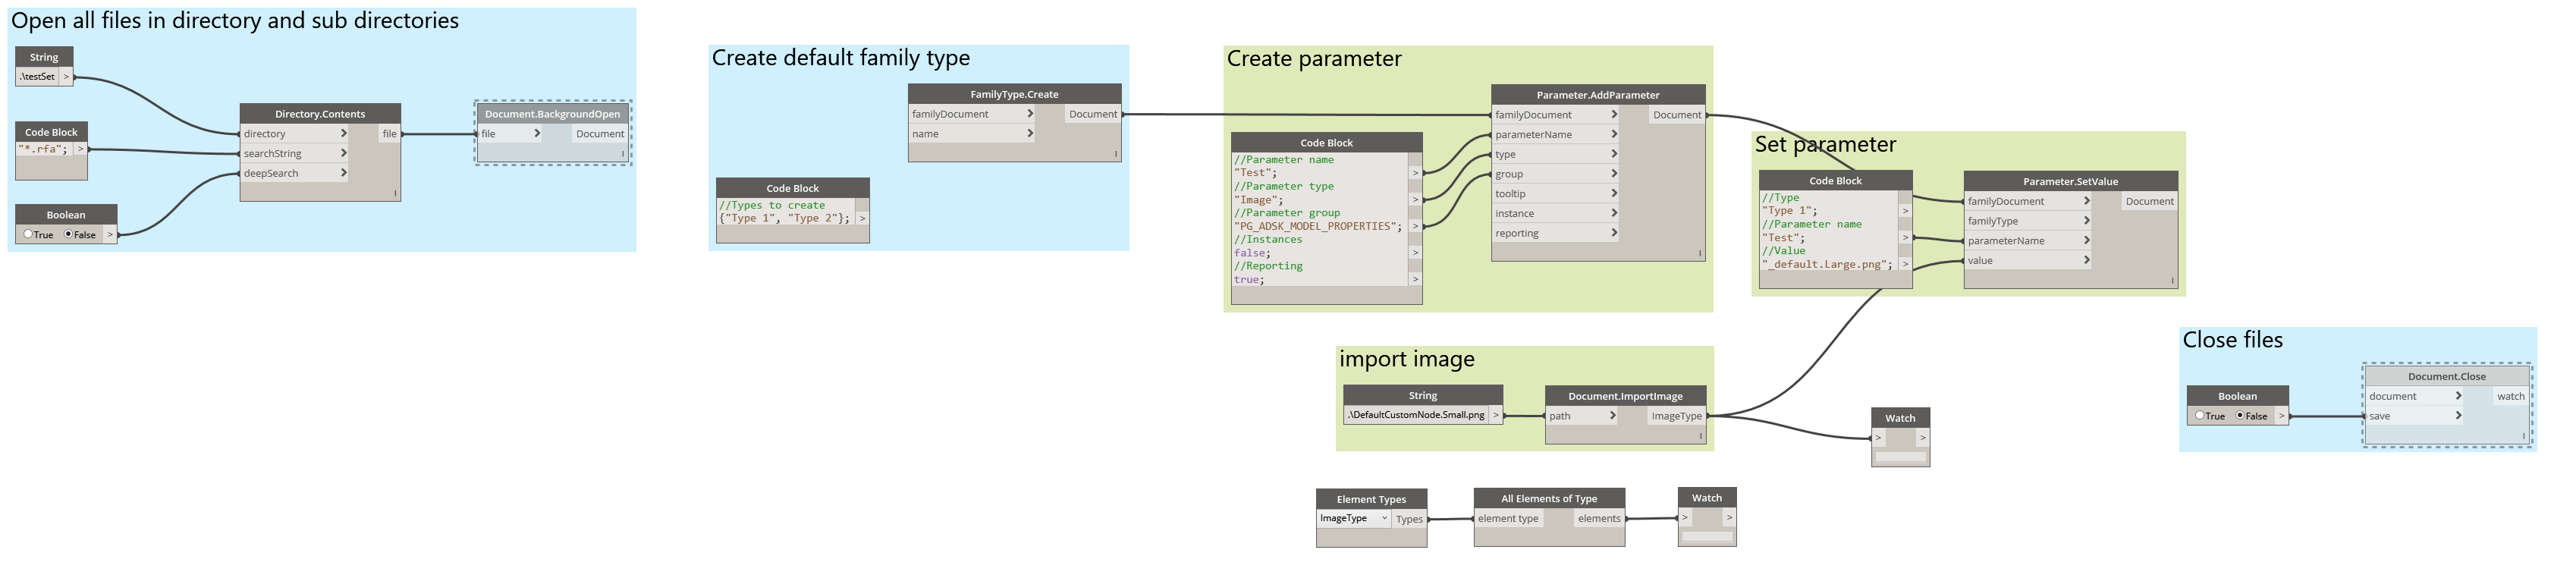 Open all files in directory and sub directories
String
.\testSet >
Code Block
"*.rfa"; >
Boolean
True False >
Directory.Contents
directory > file
searchString >
deepSearch >
Document.BackgroundOpen
file > Document
Create default family type
FamilyType.Create
familyDocument > Document
name >
Code Block
//Types to create
{"Type 1", "Type 2"}; >
Create parameter
Code Block
//Parameter name
"Test"; >
//Parameter type
"Image"; >
//Parameter group
"PG_ADSK_MODEL_PROPERTIES"; >
//Instances
false; >
//Reporting
true; >
Parameter.AddParameter
familyDocument > Document
parameterName >
type >
group >
tooltip >
instance >
reporting >
Set parameter
Code Block
//Type
"Type 1"; >
//Parameter name
"Test"; >
//Value
"_default.Large.png"; >
Parameter.SetValue
familyDocument > Document
familyType >
parameterName >
value >
import image
String
.\DefaultCustomNode.Small.png >
Document.ImportImage
path > ImageType
Watch
> >
Element Types
ImageType Types
All Elements of Type
element type elements
Watch
> >
Close files
Boolean
True False >
Document.Close
document > watch
save >